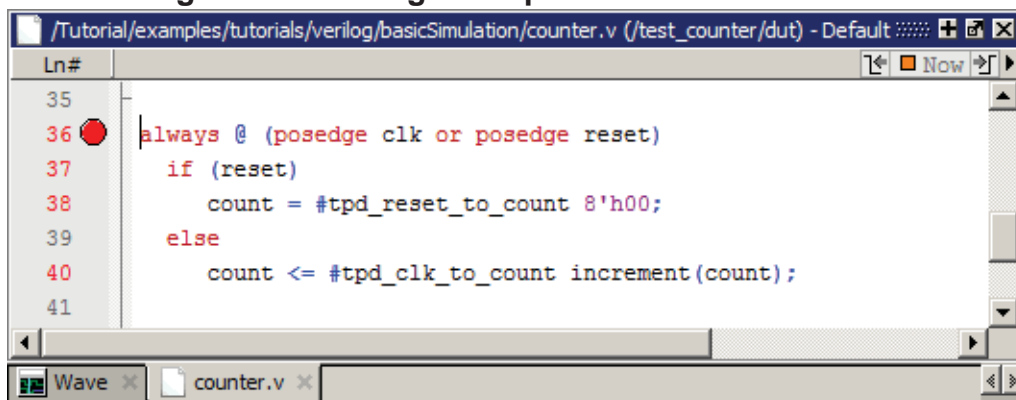 /Tutorial/examples/tutorials/verilog/basicSimulation/counter.v (/test_counter/dut) - Default
Ln#
Now
35
36 always @ (posedge clk or posedge reset)
37 if (reset)
38 count = #tpd_reset_to_count 8'h00;
39 else
40 count <= #tpd_clk_to_count increment(count);
41
Wave counter.v